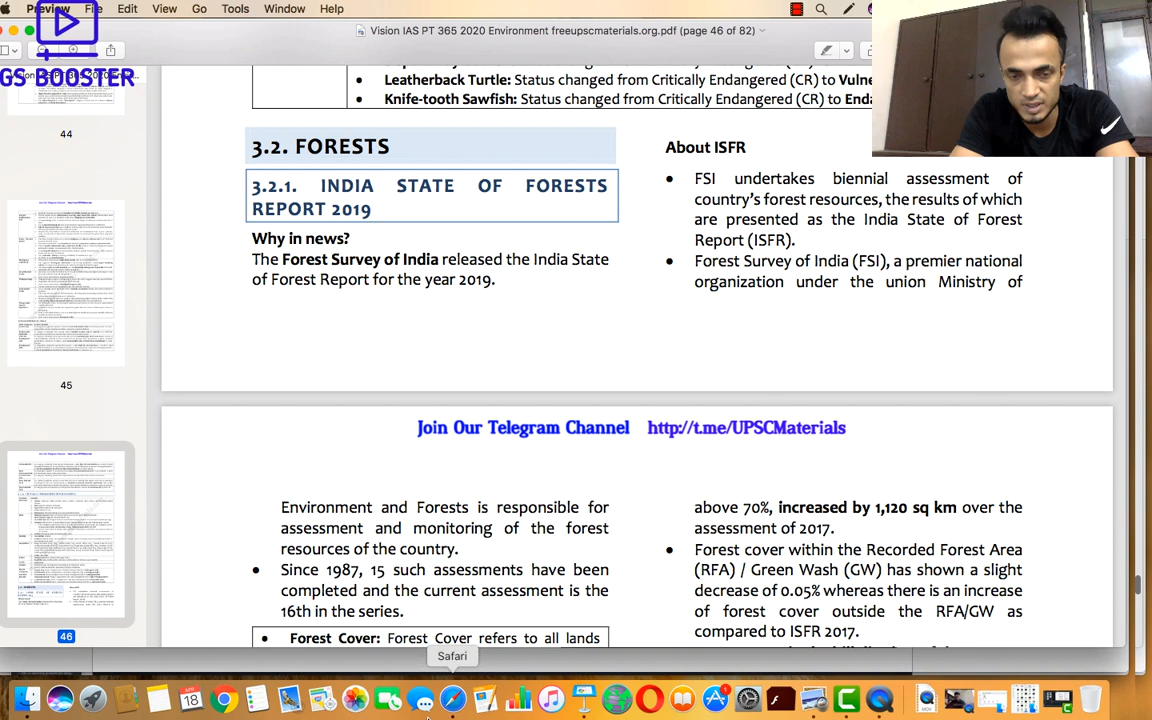 Preview File Edit View Go Tools Window Help
Vision IAS PT 365 2020 Environment freeupscmaterials.org.pdf (page 46 of 82)
GS BOOSTER
44
45
46
Leatherback Turtle: Status changed from Critically Endangered (CR) to
Knife-tooth Sawfish: Status changed from Critically Endangered (CR) to
3.2. FORESTS
3.2.1. INDIA STATE OF FORESTS
REPORT 2019
Why in news?
The Forest Survey of India released the India State
of Forest Report for the year 2019.
About ISFR
• FSI undertakes biennial assessment of
country's forest resources, the results of which
are presented as the India State of Forest
Report (ISFR).
• Forest Survey of India (FSI), a premier national
organization under the union Ministry of
Join Our Telegram Channel http://t.me/UPSCMaterials
Environment and Forests is responsible for
assessment and monitoring of the forest
resources of the country.
• Since 1987, 15 such assessments have been
completed and the current assessment is the
16th in the series.
• Forest Cover: Forest Cover refers to all lands
above 70%, increased by 1,120 sq km over the
assessment of 2017.
• Forest cover within the Recorded Forest Area
(RFA) / Green Wash (GW) has shown a slight
decrease of 0.05% whereas there is an increase
of forest cover outside the RFA/GW as
compared to ISFR 2017.
Safari
APR
18
1